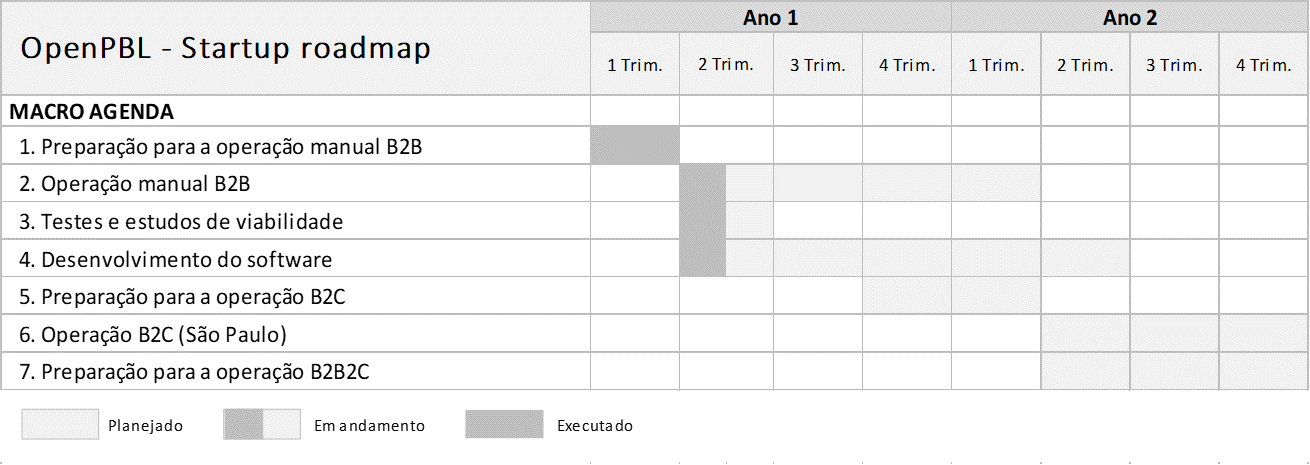 OpenPBL - Startup roadmap
Ano 1 Ano 2
1 Trim. 2 Trim. 3 Trim. 4 Trim. 1 Trim. 2 Trim. 3 Trim. 4 Trim.
MACRO AGENDA
1. Preparação para a operação manual B2B
2. Operação manual B2B
3. Testes e estudos de viabilidade
4. Desenvolvimento do software
5. Preparação para a operação B2C
6. Operação B2C (São Paulo)
7. Preparação para a operação B2B2C
Planejado Em andamento Executado